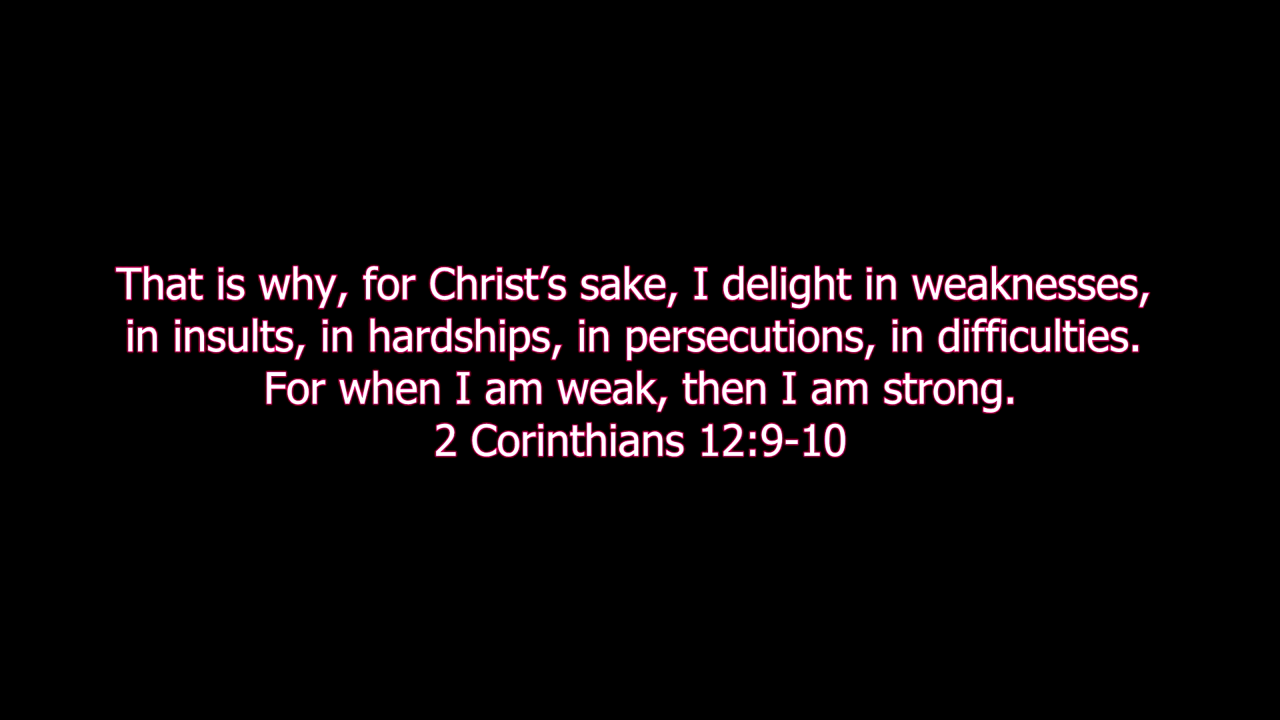 That is why, for Christ’s sake, I delight in weaknesses,
in insults, in hardships, in persecutions, in difficulties.
For when I am weak, then I am strong.
2 Corinthians 12:9-10